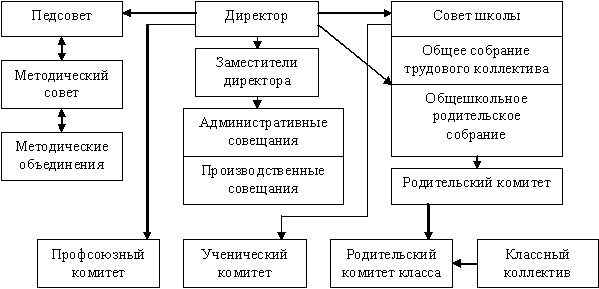 Педсовет
Директор
Совет школы
Заместители
директора
Общее собрание
трудового коллектива
Методический
совет
Общешкольное
родительское
собрание
Административные
совещания
Методические
объединения
Производственные
совещания
Родительский комитет
Профсоюзный
комитет
Ученический
комитет
Родительский
комитет класса
Классный
коллектив